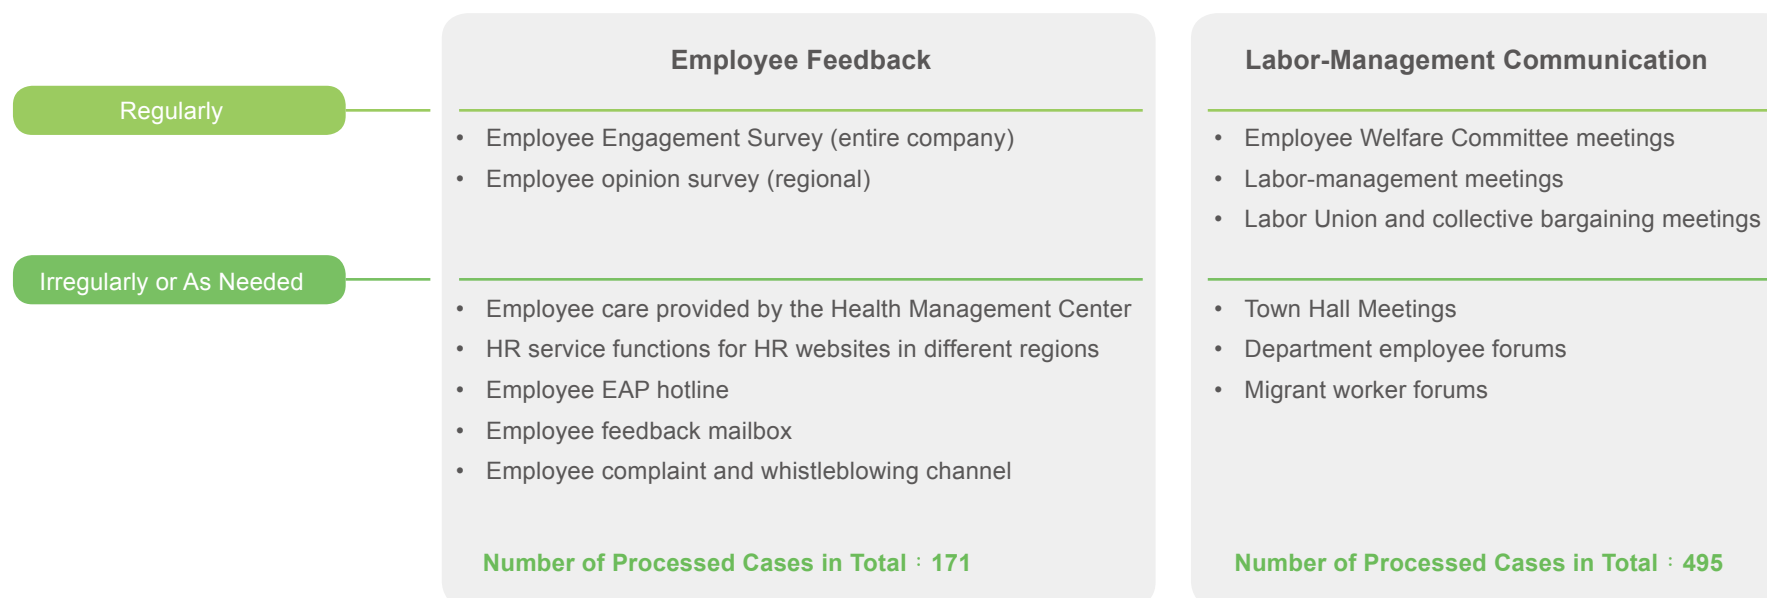 Employee Feedback
Labor-Management Communication
Regularly
• Employee Engagement Survey (entire company)
• Employee opinion survey (regional)
• Employee Welfare Committee meetings
• Labor-management meetings
• Labor Union and collective bargaining meetings
Irregularly or As Needed
• Employee care provided by the Health Management Center
• HR service functions for HR websites in different regions
• Employee EAP hotline
• Employee feedback mailbox
• Employee complaint and whistleblowing channel
• Town Hall Meetings
• Department employee forums
• Migrant worker forums
Number of Processed Cases in Total：171
Number of Processed Cases in Total：495